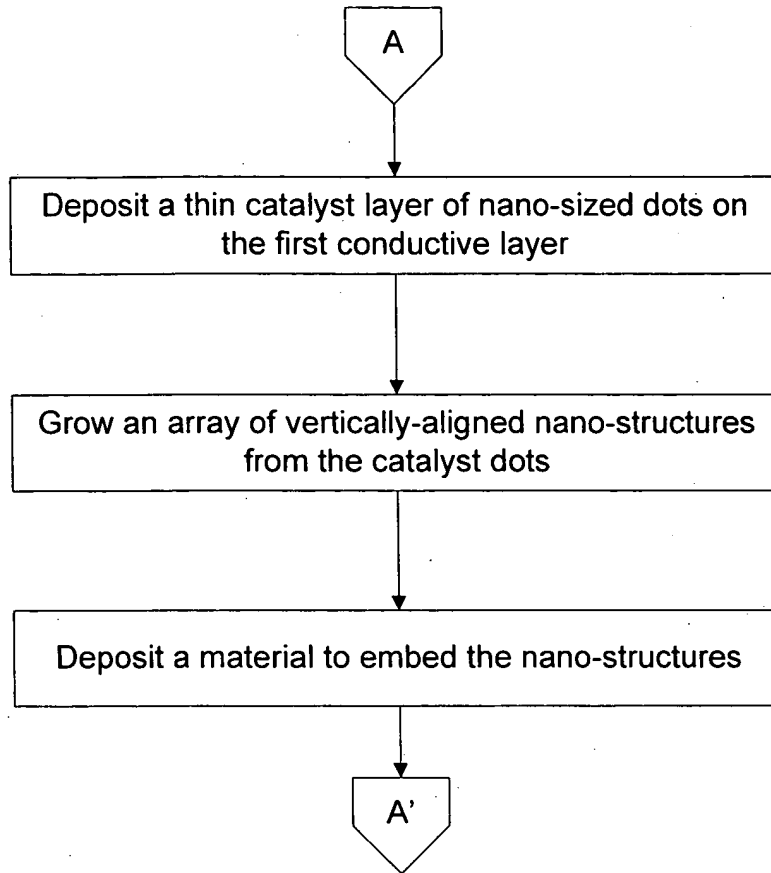 A
Deposit a thin catalyst layer of nano-sized dots on
the first conductive layer
Grow an array of vertically-aligned nano-structures
from the catalyst dots
Deposit a material to embed the nano-structures
A'